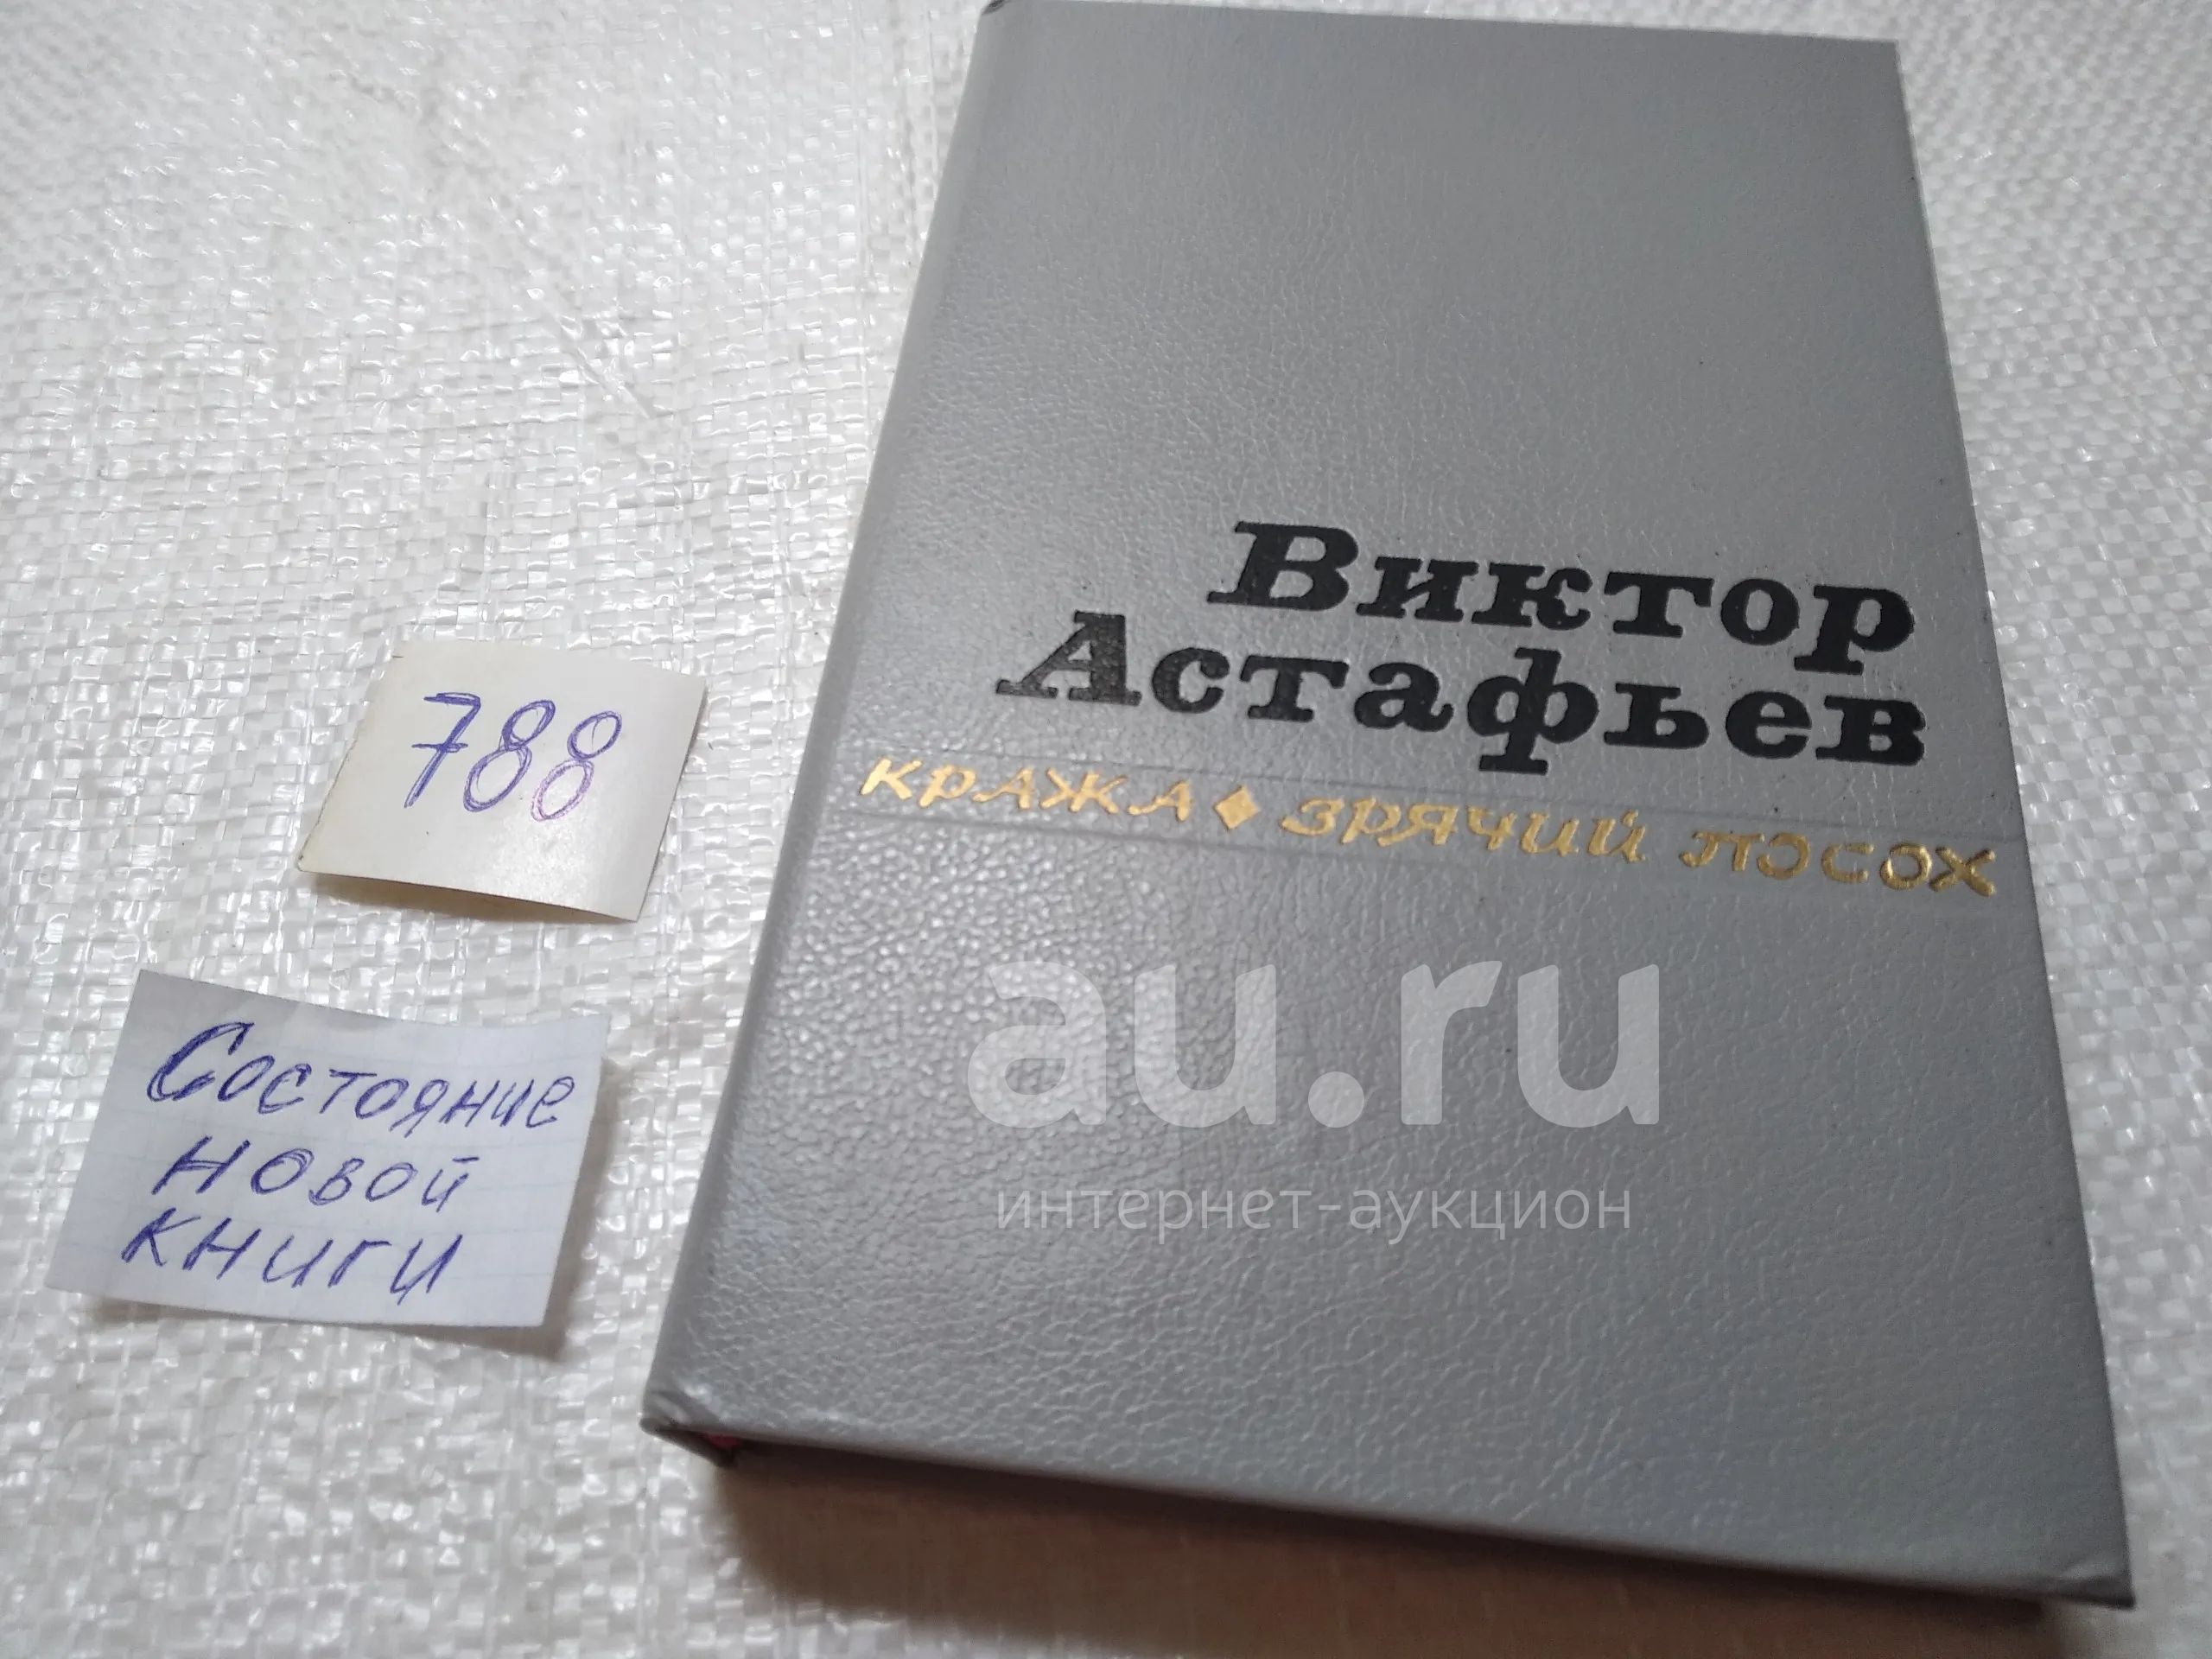 Виктор
Астафьев
кража ♦ зрячий посох
788
Состояние
новой
книги
au.ru
интернет-аукцион